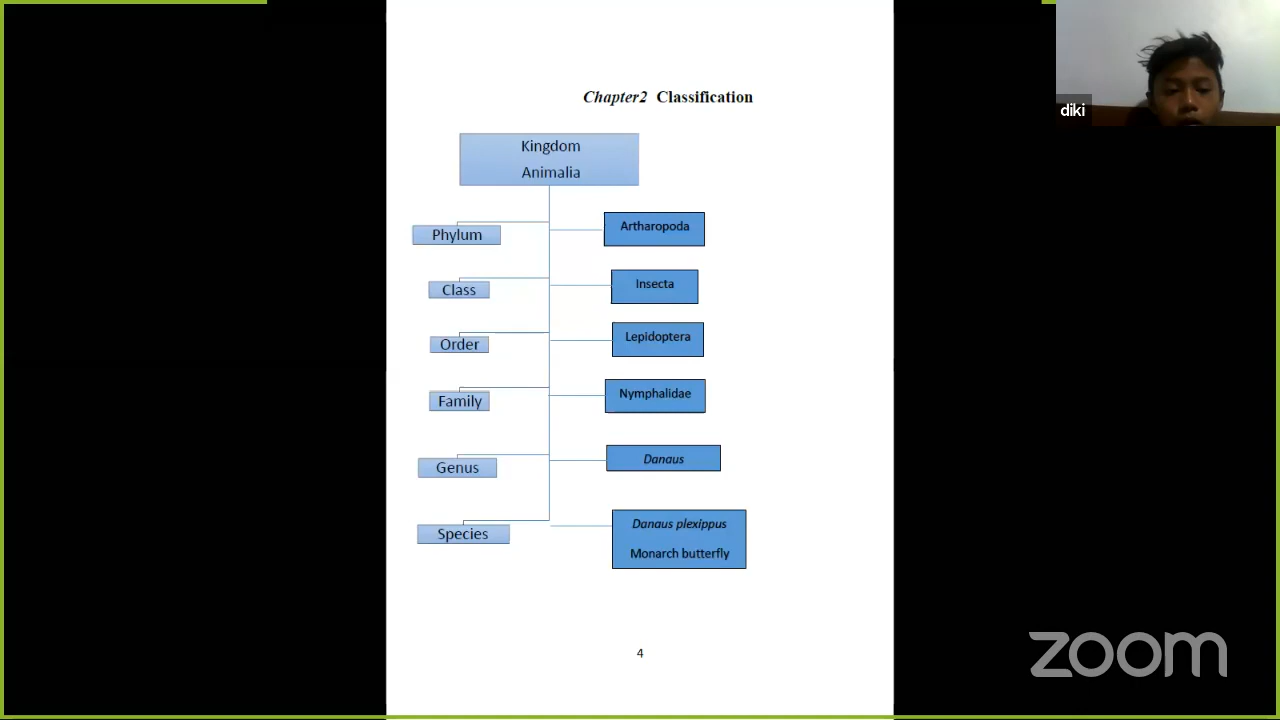 Chapter2 Classification
Kingdom
Animalia
Phylum
Artharopoda
Class
Insecta
Order
Lepidoptera
Family
Nymphalidae
Genus
Danaus
Species
Danaus plexippus
Monarch butterfly
4
diki
zoom